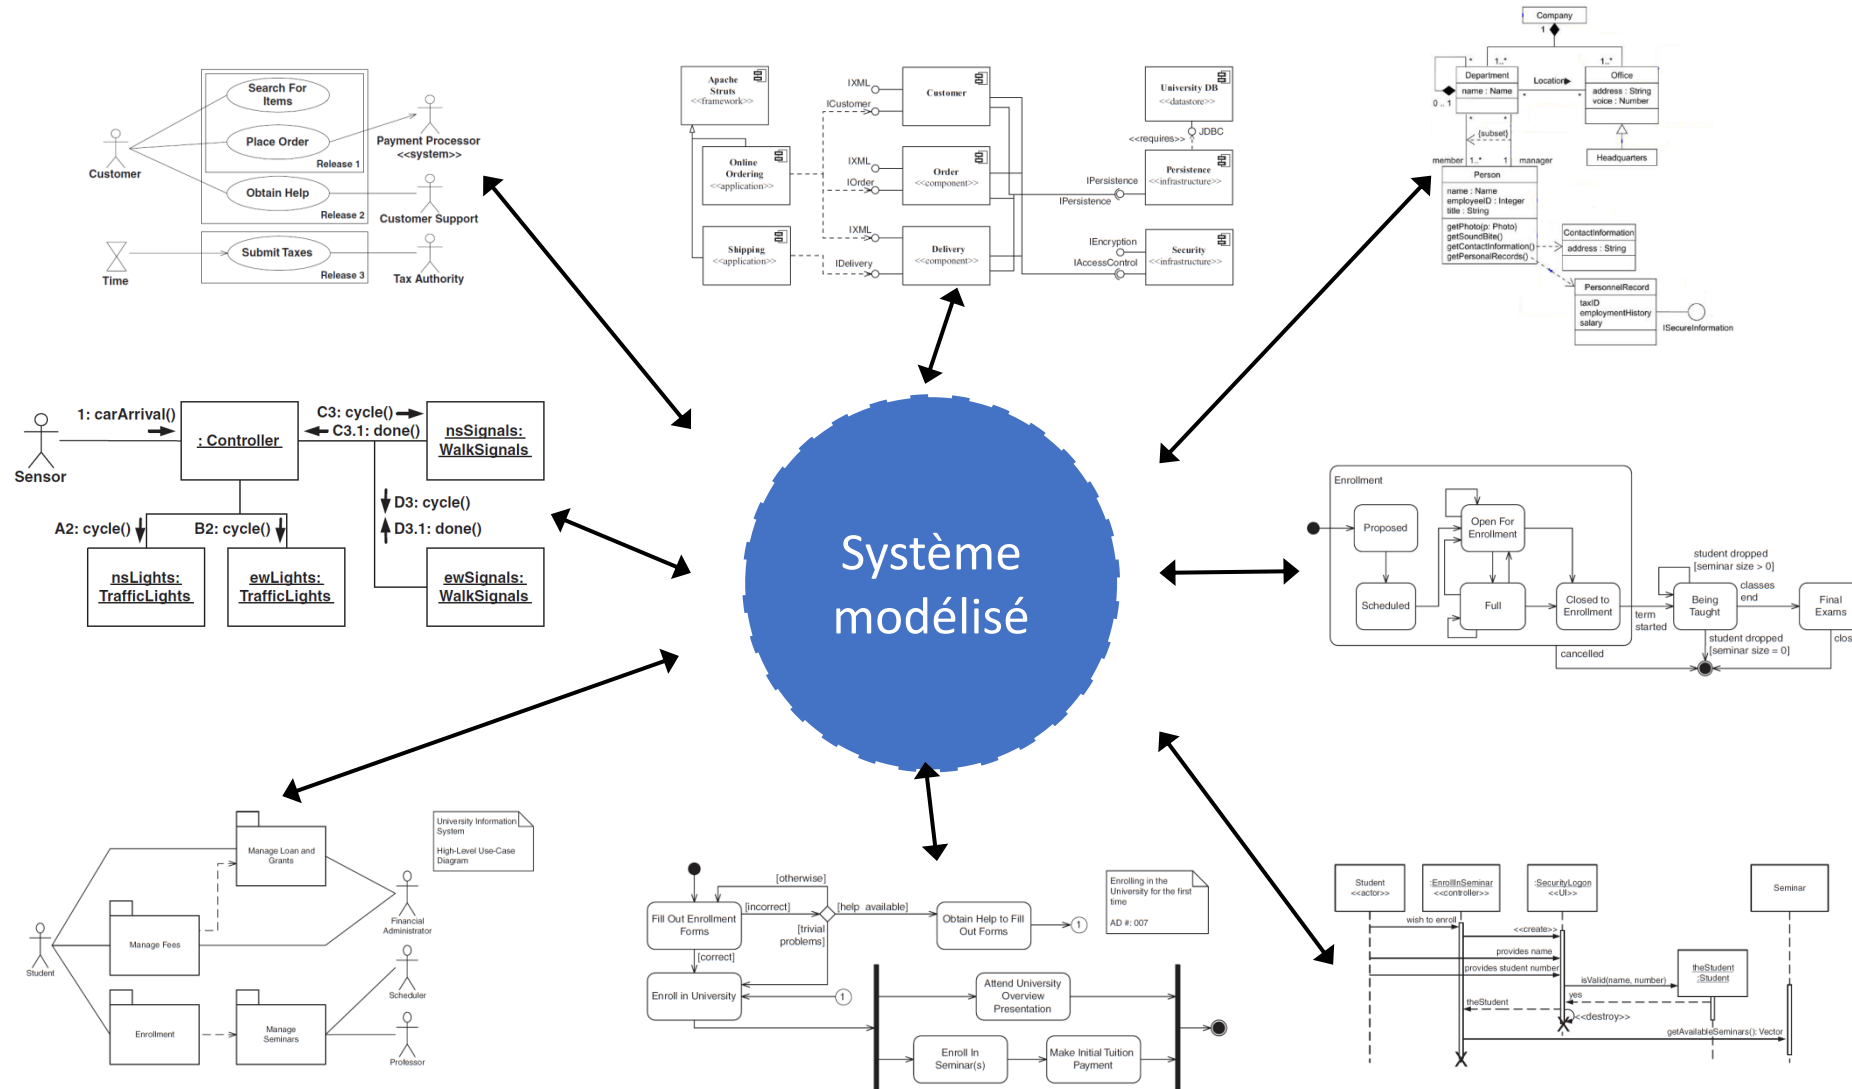 Search For
Items
Place Order
Release 1
Payment Processor
<<system>>
Customer
Obtain Help
Release 2
Customer Support
Submit Taxes
Release 3
Time
Tax Authority
Apache
Struts
<<framework>>
IXML
ICustomer
Customer
University DB
<<datastore>>
JDBC
<<requires>>
Online
Ordering
<<application>>
IXML
IOrder
Order
<<component>>
IPersistence
IPersistence
Persistence
<<infrastructure>>
Shipping
<<application>>
IXML
IDelivery
Delivery
<<component>>
IEncryption
IAccessControl
Security
<<infrastructure>>
Company
1
*
1..*
Department
name : Name
Location
Office
address : String
voice : Number
0 .. 1
*
*
*
*
{subset}
Headquarters
member
1..*
1
manager
Person
name : Name
employeeID : Integer
title : String
getPhoto(p: Photo)
getSoundBite()
getContactInformation()
getPersonalRecords()
ContactInformation
address : String
PersonnelRecord
taxID
employmentHistory
salary
ISecureInformation
1: carArrival()
: Controller
C3: cycle()
C3.1: done()
nsSignals:
WalkSignals
Sensor
D3: cycle()
D3.1: done()
A2: cycle()
B2: cycle()
nsLights:
TrafficLights
ewLights:
TrafficLights
ewSignals:
WalkSignals
Système
modélisé
Enrollment
Proposed
Open For
Enrollment
Scheduled
Full
Closed to
Enrollment
term
started
student dropped
[seminar size > 0]
Being
Taught
classes
end
Final
Exams
student dropped
[seminar size = 0]
clos
cancelled
Manage Loan and
Grants
University Information
System
High-Level Use-Case
Diagram
Financial
Administrator
Manage Fees
Student
Scheduler
Enrollment
Manage
Seminars
Professor
[otherwise]
Fill Out Enrollment
Forms
[incorrect]
[help available]
[trivial
problems]
Obtain Help to Fill
Out Forms
1
Enrolling in the
University for the first
time
AD #: 007
[correct]
Enroll in University
1
Attend University
Overview
Presentation
Enroll In
Seminar(s)
Make Initial Tuition
Payment
Student
<<actor>>
:EnrollInSeminar
<<controller>>
:SecurityLogon
<<UI>>
Seminar
wish to enroll
<<create>>
provides name
provides student number
isValid(name, number)
theStudent
:Student
yes
theStudent
<<destroy>>
getAvailableSeminars(): Vector